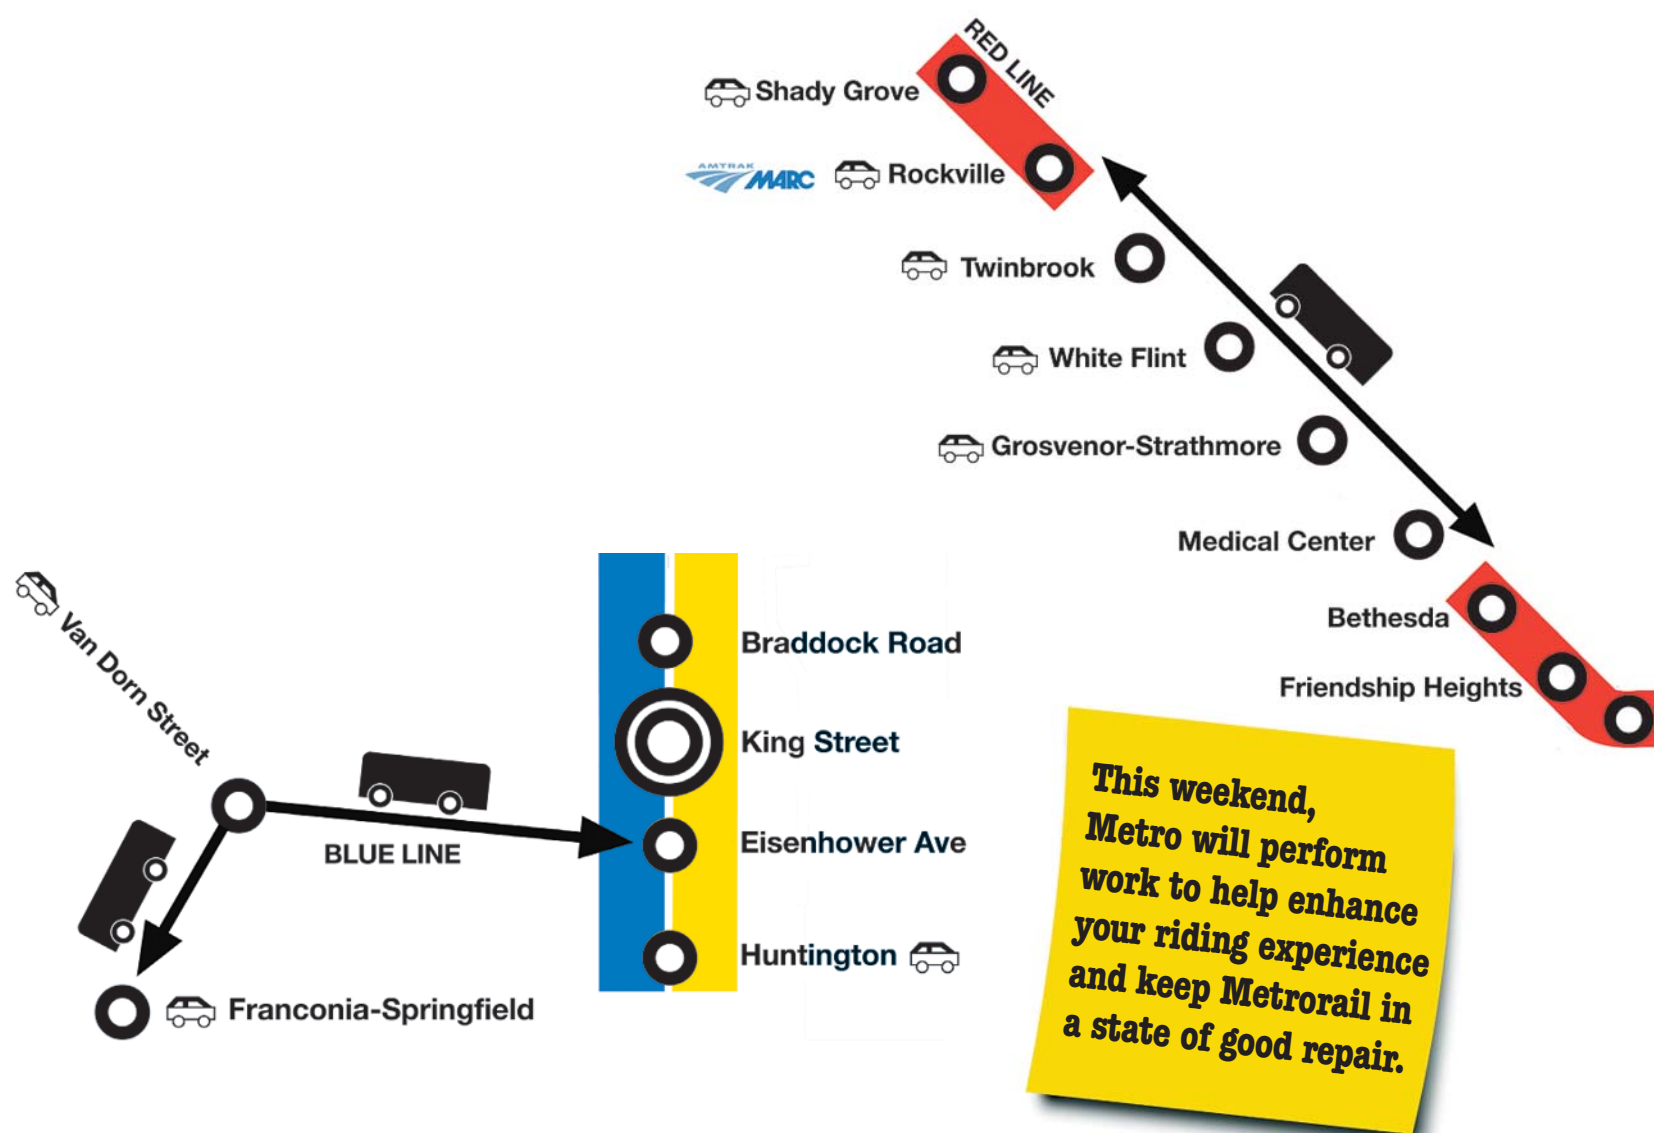 RED LINE
Shady Grove
AMTRAK
MARC
Rockville
Twinbrook
White Flint
Grosvenor-Strathmore
Medical Center
Bethesda
Friendship Heights
Van Dorn Street
BLUE LINE
Franconia-Springfield
Braddock Road
King Street
Eisenhower Ave
Huntington
This weekend,
Metro will perform
work to help enhance
your riding experience
and keep Metrorail in
a state of good repair.